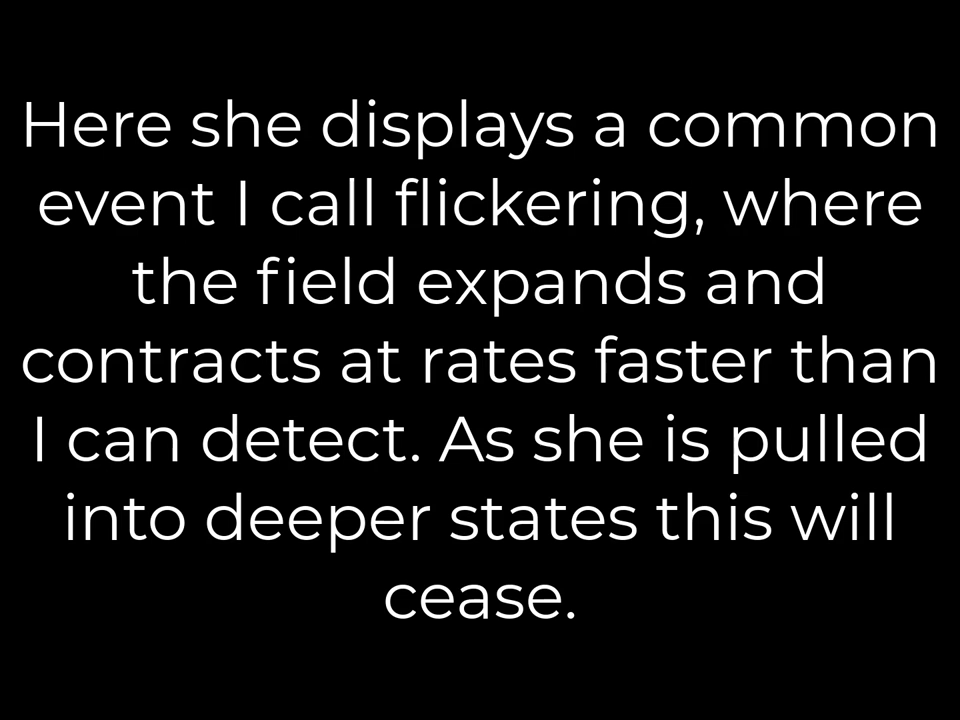 Here she displays a common
event I call flickering, where
the field expands and
contracts at rates faster than
I can detect. As she is pulled
into deeper states this will
cease.